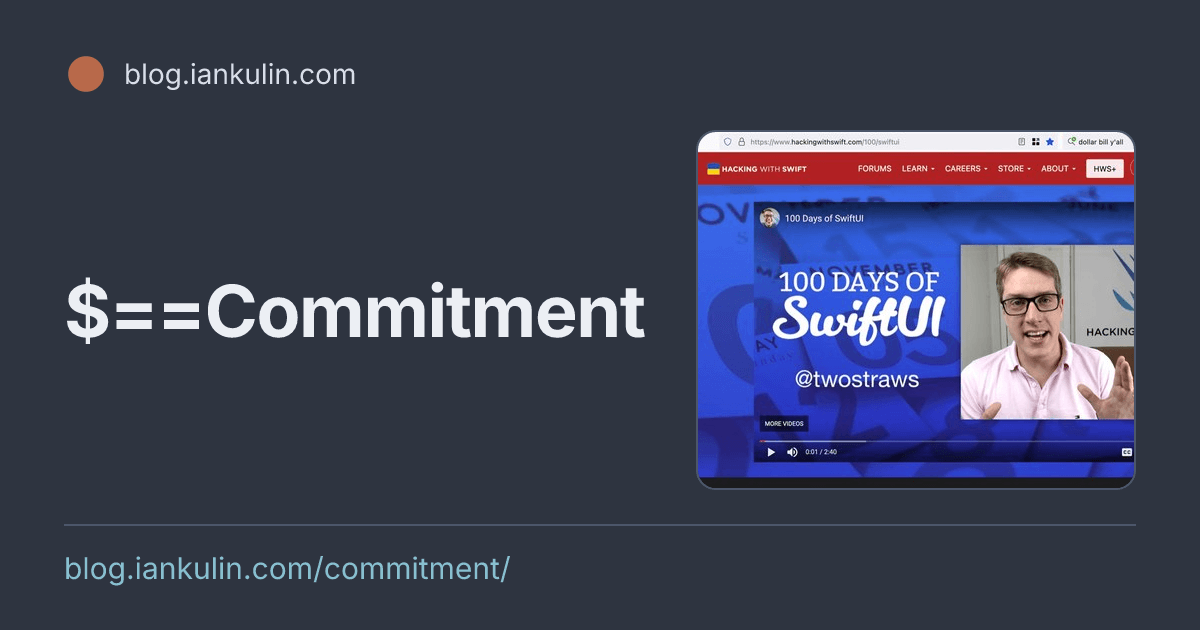 blog.iankulin.com
$==Commitment
https://www.hackingwithswift.com/100/swiftui
dollar bill y'all
HACKING WITH SWIFT
FORUMS LEARN CAREERS STORE ABOUT HWS+
100 Days of SwiftUI
NOVEMBER
100 DAYS OF
SwiftUI
@twostraws
HACKING
MORE VIDEOS
0:01 / 2:40
CC
blog.iankulin.com/commitment/